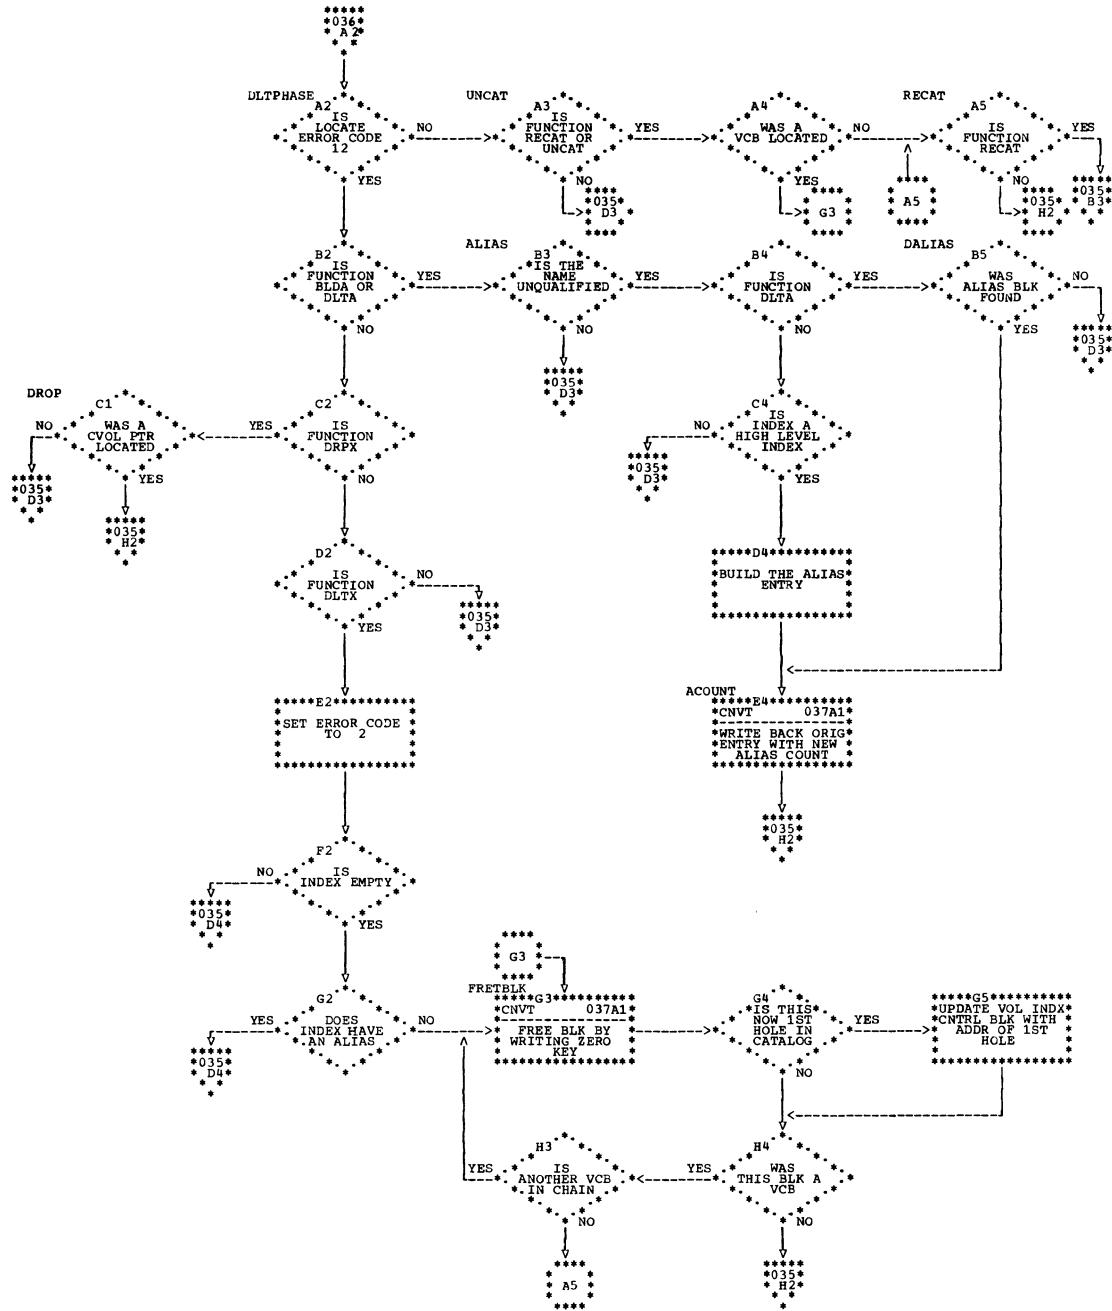 036
A2
DLTPHASE
A2
IS
LOCATE
ERROR CODE
12
NO
YES
UNCAT
A3
IS
FUNCTION
RECAT OR
UNCAT
YES
NO
035
D3
A4
WAS A
VCB LOCATED
NO
YES
G3
A5
RECAT
A5
IS
FUNCTION
RECAT
YES
NO
035
H2
035
B3
B2
IS
FUNCTION
BLDA OR
DLTA
YES
NO
ALIAS
B3
IS THE
NAME
UNQUALIFIED
YES
NO
035
D3
B4
IS
FUNCTION
DLTA
YES
NO
DALIAS
B5
WAS
ALIAS BLK
FOUND
NO
YES
035
D3
DROP
C1
WAS A
CVOL PTR
LOCATED
NO
YES
035
D3
035
H2
C2
IS
FUNCTION
DRPX
YES
NO
C4
IS
INDEX A
HIGH LEVEL
INDEX
NO
YES
035
D3
D2
IS
FUNCTION
DLTX
NO
YES
035
D3
D4
BUILD THE ALIAS
ENTRY
E2
SET ERROR CODE
TO 2
ACOUNT
E4
CNVT 037A1
WRITE BACK ORIG
ENTRY WITH NEW
ALIAS COUNT
035
H2
F2
IS
INDEX EMPTY
NO
YES
035
D4
G3
G2
DOES
INDEX HAVE
AN ALIAS
YES
NO
035
D4
FRETBLK
G3
CNVT 037A1
FREE BLK BY
WRITING ZERO
KEY
G4
IS THIS
NOW 1ST
HOLE IN
CATALOG
YES
NO
G5
UPDATE VOL INDX
CNTRL BLK WITH
ADDR OF 1ST
HOLE
H3
IS
ANOTHER VCB
IN CHAIN
YES
NO
A5
H4
WAS
THIS BLK A
VCB
YES
NO
035
H2